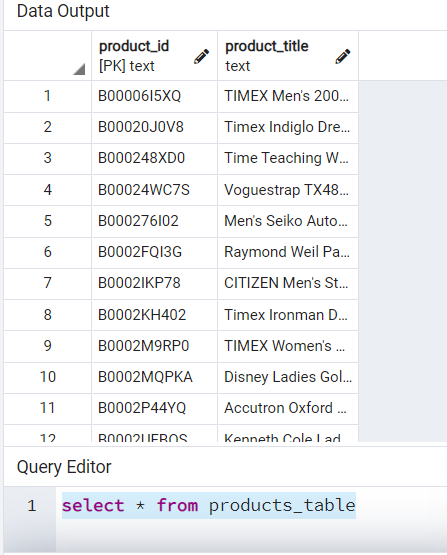 Data Output
product_id product_title
[PK] text text
1 B00006I5XQ TIMEX Men's 200...
2 B00020J0V8 Timex Indiglo Dre...
3 B000248XD0 Time Teaching W...
4 B00024WC7S Voguestrap TX48...
5 B000276I02 Men's Seiko Auto...
6 B0002FQI3G Raymond Weil Pa...
7 B0002IKP78 CITIZEN Men's St...
8 B0002KH402 Timex Ironman D...
9 B0002M9RP0 TIMEX Women's ...
10 B0002MQPKA Disney Ladies Gol...
11 B0002P44YQ Accutron Oxford ...
12 B0002UEBOS Kenneth Cole Lad
Query Editor
1 select * from products_table